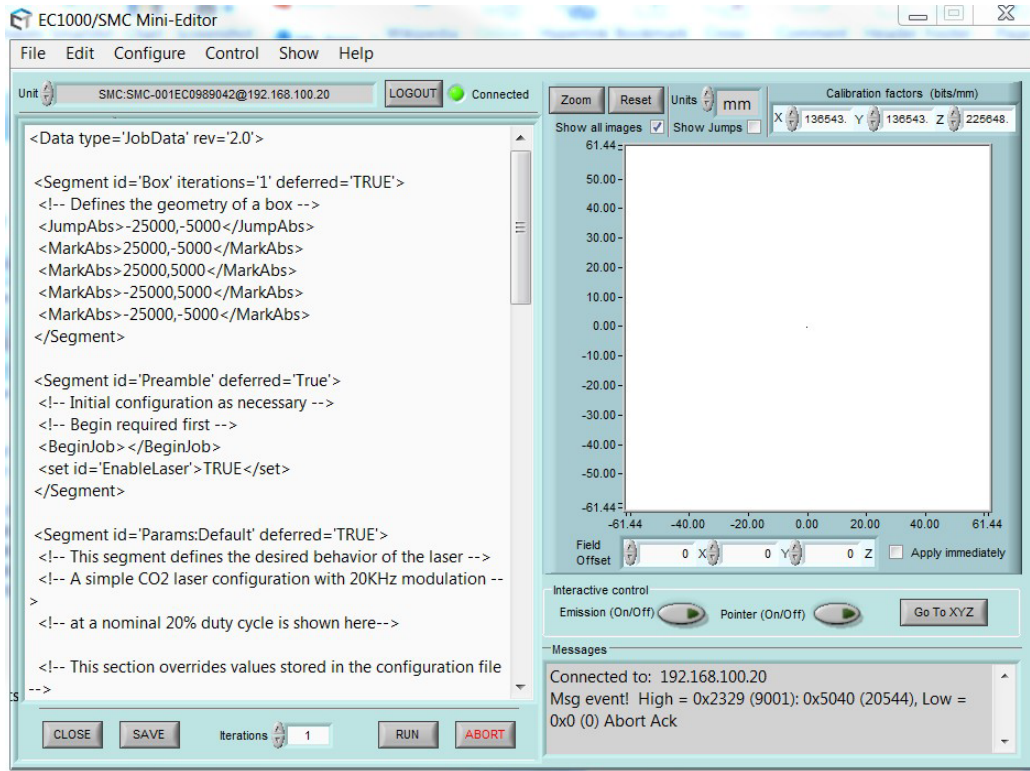 EC1000/SMC Mini-Editor
File Edit Configure Control Show Help
Unit SMC:SMC-001EC0989042@192.168.100.20 LOGOUT Connected
<Data type='JobData' rev='2.0'>
<Segment id='Box' iterations='1' deferred='TRUE'>
<!-- Defines the geometry of a box -->
<JumpAbs>-25000,-5000</JumpAbs>
<MarkAbs>25000,-5000</MarkAbs>
<MarkAbs>25000,5000</MarkAbs>
<MarkAbs>-25000,5000</MarkAbs>
<MarkAbs>-25000,-5000</MarkAbs>
</Segment>
<Segment id='Preamble' deferred='True'>
<!-- Initial configuration as necessary -->
<!-- Begin required first -->
<BeginJob></BeginJob>
<set id='EnableLaser'>TRUE</set>
</Segment>
<Segment id='Params:Default' deferred='TRUE'>
<!-- This segment defines the desired behavior of the laser -->
<!-- A simple CO2 laser configuration with 20KHz modulation --
>
<!-- at a nominal 20% duty cycle is shown here-->
<!-- This section overrides values stored in the configuration file
-->
CLOSE SAVE Iterations 1 RUN ABORT
Zoom Reset Units mm
Calibration factors (bits/mm)
Show all images Show Jumps
X 136543. Y 136543. Z 225648.
61.44
50.00
40.00
30.00
20.00
10.00
0.00
-10.00
-20.00
-30.00
-40.00
-50.00
-61.44
-61.44 -40.00 -20.00 0.00 20.00 40.00 61.44
Field
Offset 0 X 0 Y 0 Z Apply immediately
Interactive control
Emission (On/Off) Pointer (On/Off) Go To XYZ
Messages
Connected to: 192.168.100.20
Msg event! High = 0x2329 (9001): 0x5040 (20544), Low =
0x0 (0) Abort Ack